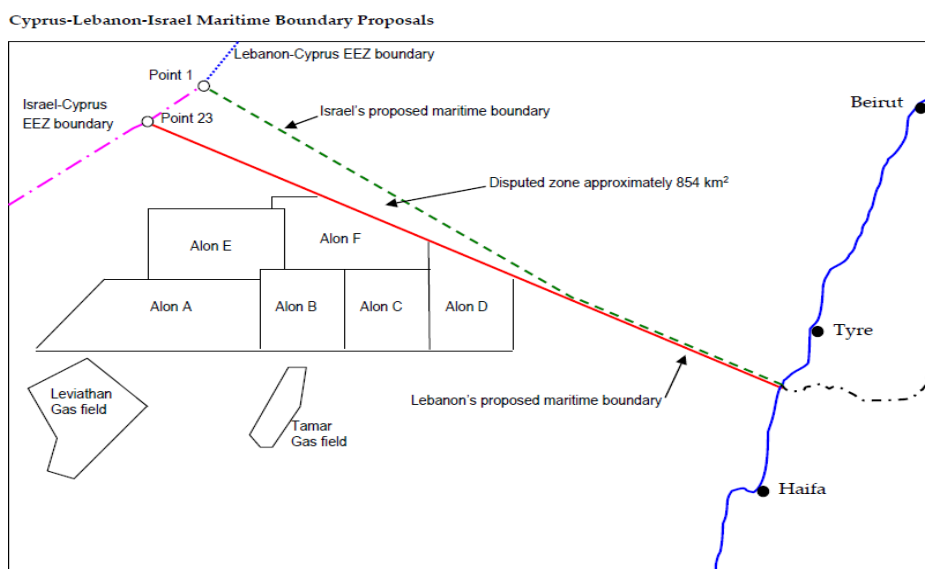 Cyprus-Lebanon-Israel Maritime Boundary Proposals
Lebanon-Cyprus EEZ boundary
Point 1
Israel-Cyprus
EEZ boundary
Point 23
Israel's proposed maritime boundary
Beirut
Disputed zone approximately 854 km²
Alon E
Alon F
Alon A
Alon B
Alon C
Alon D
Tyre
Leviathan
Gas field
Lebanon's proposed maritime boundary
Tamar
Gas field
Haifa